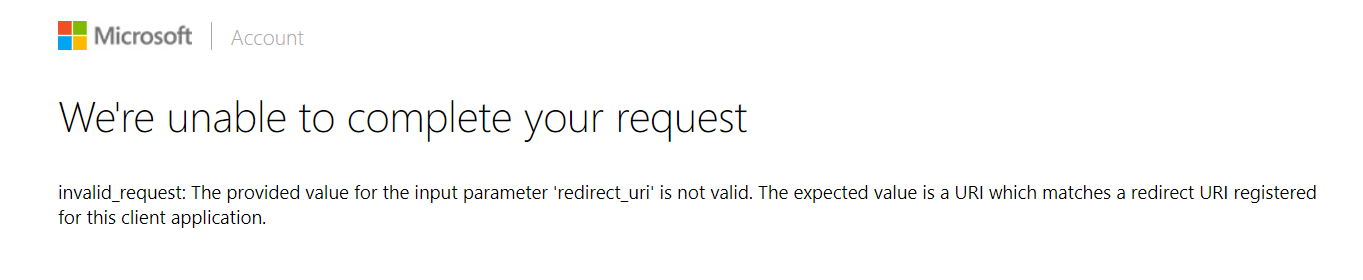 Microsoft | Account
We're unable to complete your request
invalid_request: The provided value for the input parameter 'redirect_uri' is not valid. The expected value is a URI which matches a redirect URI registered
for this client application.